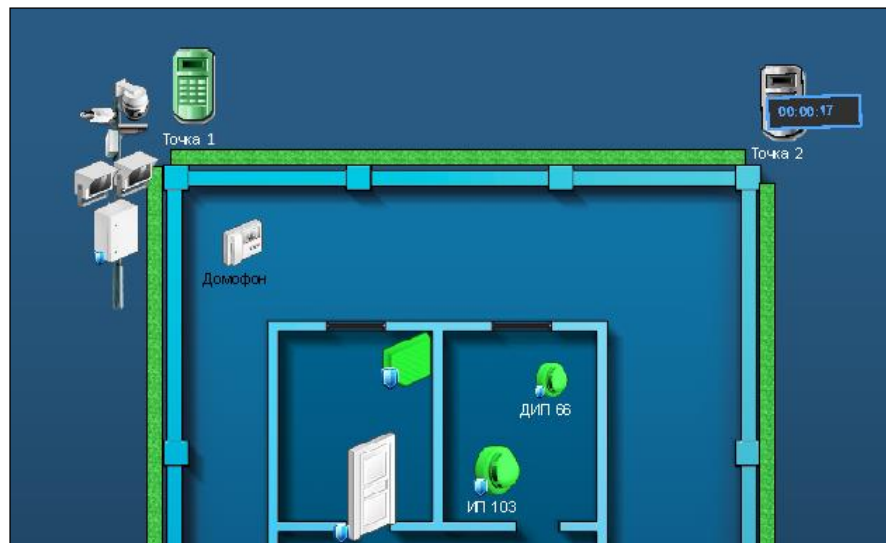 Точка 1
00:00:17
Точка 2
Домофон
ДИП 66
ИП 103